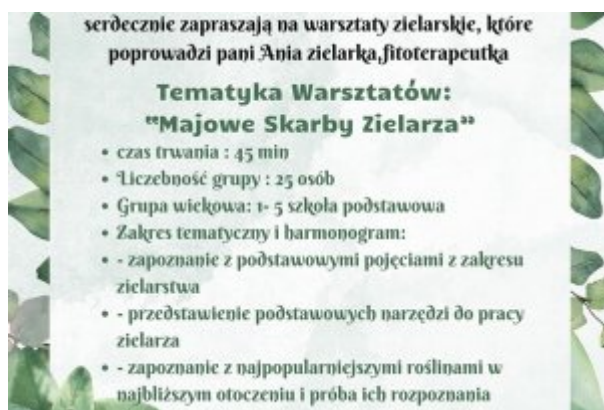 serdecznie zapraszają na warsztaty zielarskie, które
poprowadzi pani Ania zielarka,fitoterapeutka
Tematyka Warsztatów:
"Majowe Skarby Zielarza"
• czas trwania : 45 min
• Liczebność grupy : 25 osób
• Grupa wiekowa: 1- 5 szkoła podstawowa
• Zakres tematyczny i harmonogram:
• - zapoznanie z podstawowymi pojęciami z zakresu
zielarstwa
• - przedstawienie podstawowych narzędzi do pracy
zielarza
• - zapoznanie z najpopularniejszymi roślinami w
najbliższym otoczeniu i próba ich rozpoznania